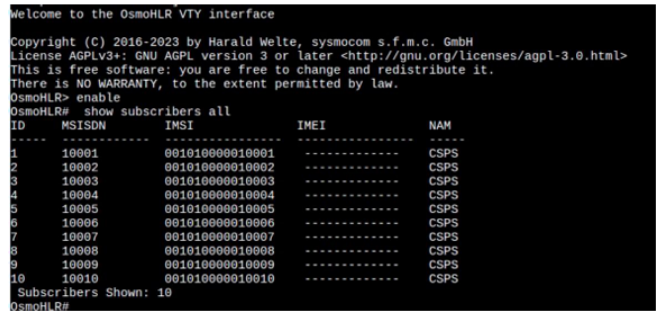 Welcome to the OsmoHLR VTY interface
Copyright (C) 2016-2023 by Harald Welte, sysmocom s.f.m.c. GmbH
License AGPLv3+: GNU AGPL version 3 or later <http://gnu.org/licenses/agpl-3.0.html>
This is free software: you are free to change and redistribute it.
There is NO WARRANTY, to the extent permitted by law.
OsmoHLR> enable
OsmoHLR#  show subscribers all
ID MSISDN IMSI IMEI NAM
----- ------------ ---------------- ---------------- -----
1 10001 001010000010001 -------------- CSPS
2 10002 001010000010002 -------------- CSPS
3 10003 001010000010003 -------------- CSPS
4 10004 001010000010004 -------------- CSPS
5 10005 001010000010005 -------------- CSPS
6 10006 001010000010006 -------------- CSPS
7 10007 001010000010007 -------------- CSPS
8 10008 001010000010008 -------------- CSPS
9 10009 001010000010009 -------------- CSPS
10 10010 001010000010010 -------------- CSPS
Subscribers Shown: 10
OsmoHLR#